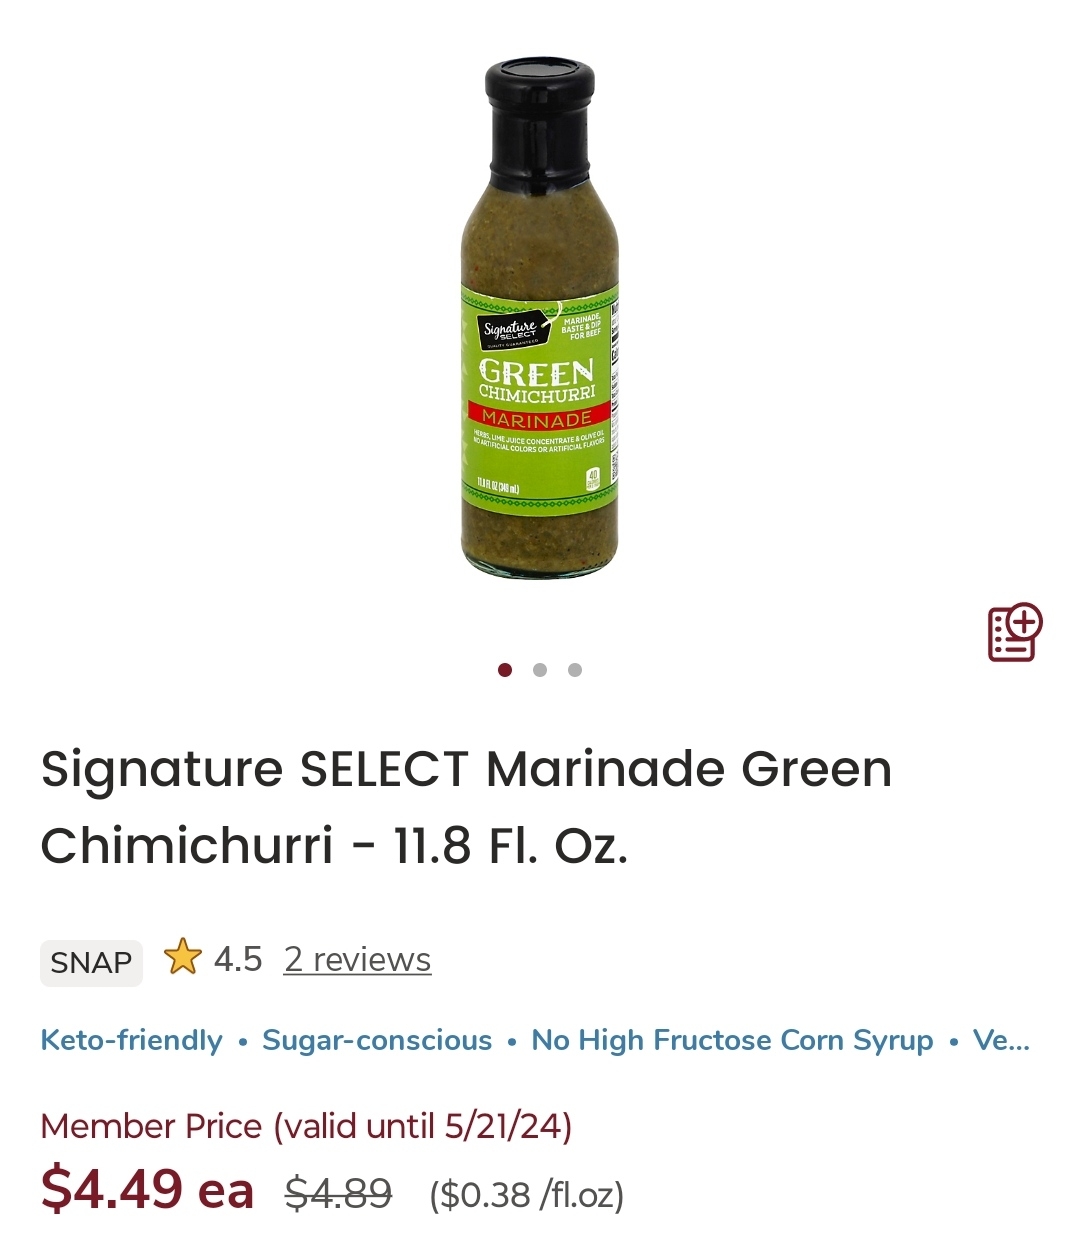 Signature
SELECT
QUALITY GUARANTEED
MARINADE,
BASTE & DIP
FOR BEEF
GREEN
CHIMICHURRI
MARINADE
HERBS, LIME JUICE CONCENTRATE & OLIVE OIL
NO ARTIFICIAL COLORS OR ARTIFICIAL FLAVORS
11.8 FL OZ (349 mL)
40
Signature SELECT Marinade Green
Chimichurri - 11.8 Fl. Oz.
SNAP 4.5 2 reviews
Keto-friendly • Sugar-conscious • No High Fructose Corn Syrup • Ve...
Member Price (valid until 5/21/24)
$4.49 ea $4.89 ($0.38 /fl.oz)